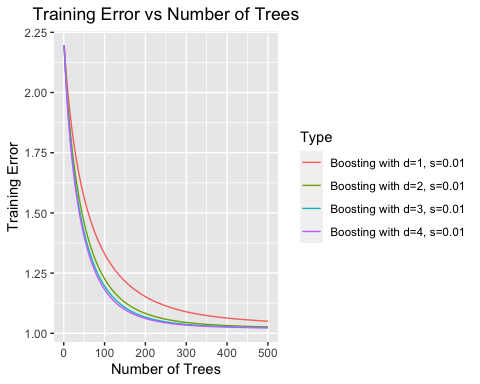 Training Error vs Number of Trees
Training Error
2.25
2.00
1.75
1.50
1.25
1.00
0
100
200
300
400
500
Number of Trees
Type
Boosting with d=1, s=0.01
Boosting with d=2, s=0.01
Boosting with d=3, s=0.01
Boosting with d=4, s=0.01